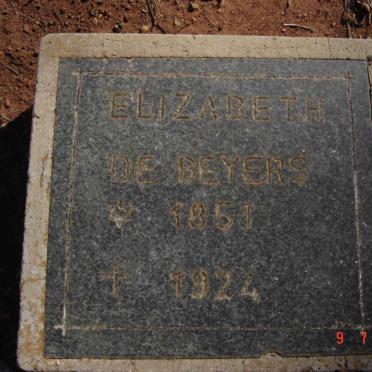 ELIZABETH
DE BEYERS
* 1851
† 1924
9 7